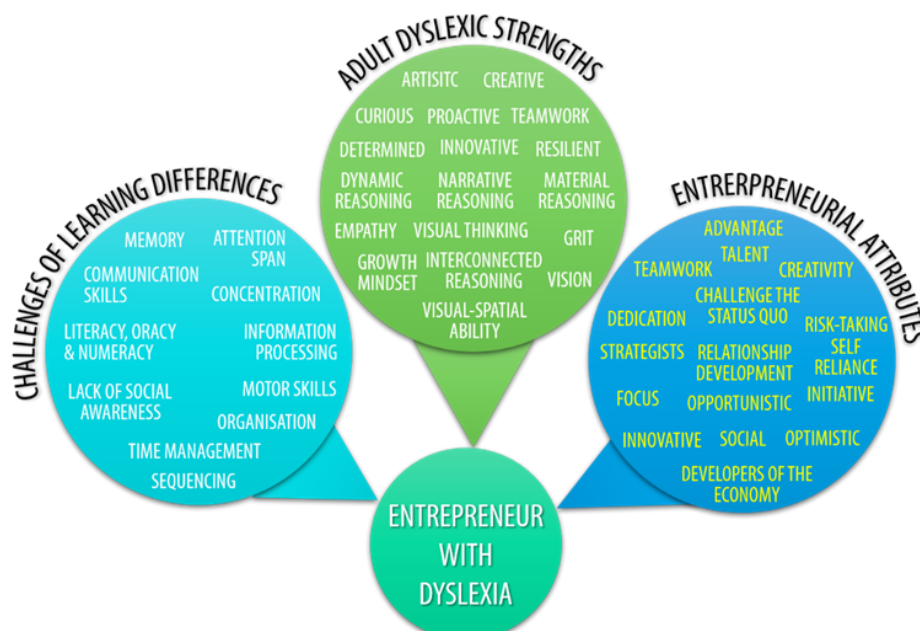 CHALLENGES OF LEARNING DIFFERENCES
MEMORY
ATTENTION
SPAN
COMMUNICATION
SKILLS
CONCENTRATION
LITERACY, ORACY
& NUMERACY
INFORMATION
PROCESSING
LACK OF SOCIAL
AWARENESS
MOTOR SKILLS
ORGANISATION
TIME MANAGEMENT
SEQUENCING
ADULT DYSLEXIC STRENGTHS
ARTISITC
CREATIVE
CURIOUS
PROACTIVE
TEAMWORK
DETERMINED
INNOVATIVE
RESILIENT
DYNAMIC
REASONING
NARRATIVE
REASONING
MATERIAL
REASONING
EMPATHY
VISUAL THINKING
GRIT
GROWTH
MINDSET
INTERCONNECTED
REASONING
VISION
VISUAL-SPATIAL
ABILITY
ENTRERPRENEURIAL ATTRIBUTES
ADVANTAGE
TALENT
TEAMWORK
CREATIVITY
CHALLENGE THE
STATUS QUO
DEDICATION
RISK-TAKING
SELF
RELIANCE
STRATEGISTS
RELATIONSHIP
DEVELOPMENT
FOCUS
OPPORTUNISTIC
INITIATIVE
INNOVATIVE
SOCIAL
OPTIMISTIC
DEVELOPERS OF THE
ECONOMY
ENTREPRENEUR
WITH
DYSLEXIA